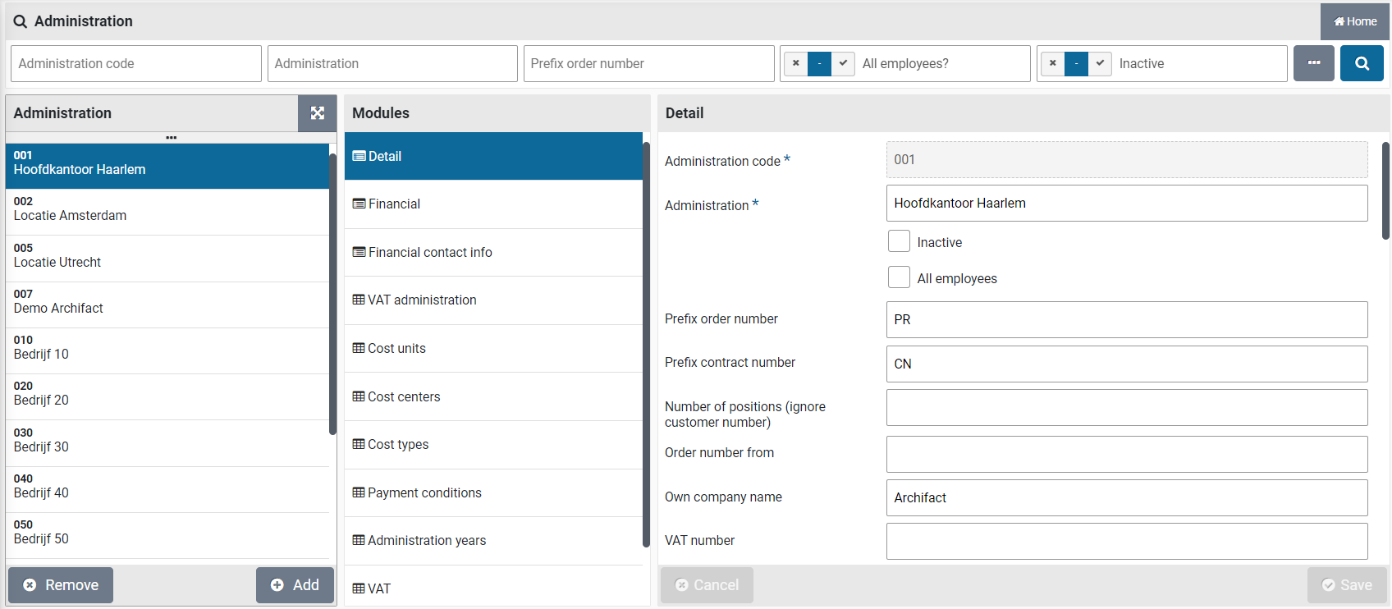 Administration
Home
Administration code
Administration
Prefix order number
-
All employees?
-
Inactive
Administration
001
Hoofdkantoor Haarlem
002
Locatie Amsterdam
005
Locatie Utrecht
007
Demo Archifact
010
Bedrijf 10
020
Bedrijf 20
030
Bedrijf 30
040
Bedrijf 40
050
Bedrijf 50
Remove
Add
Modules
Detail
Financial
Financial contact info
VAT administration
Cost units
Cost centers
Cost types
Payment conditions
Administration years
VAT
Detail
Administration code *
001
Administration *
Hoofdkantoor Haarlem
Inactive
All employees
Prefix order number
PR
Prefix contract number
CN
Number of positions (ignore
customer number)
Order number from
Own company name
Archifact
VAT number
Cancel
Save